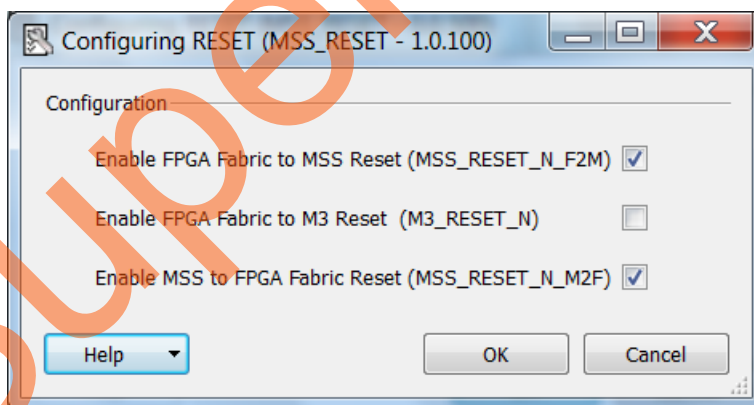 Configuring RESET (MSS_RESET - 1.0.100)
Configuration
Enable FPGA Fabric to MSS Reset (MSS_RESET_N_F2M)
Enable FPGA Fabric to M3 Reset (M3_RESET_N)
Enable MSS to FPGA Fabric Reset (MSS_RESET_N_M2F)
Help OK Cancel